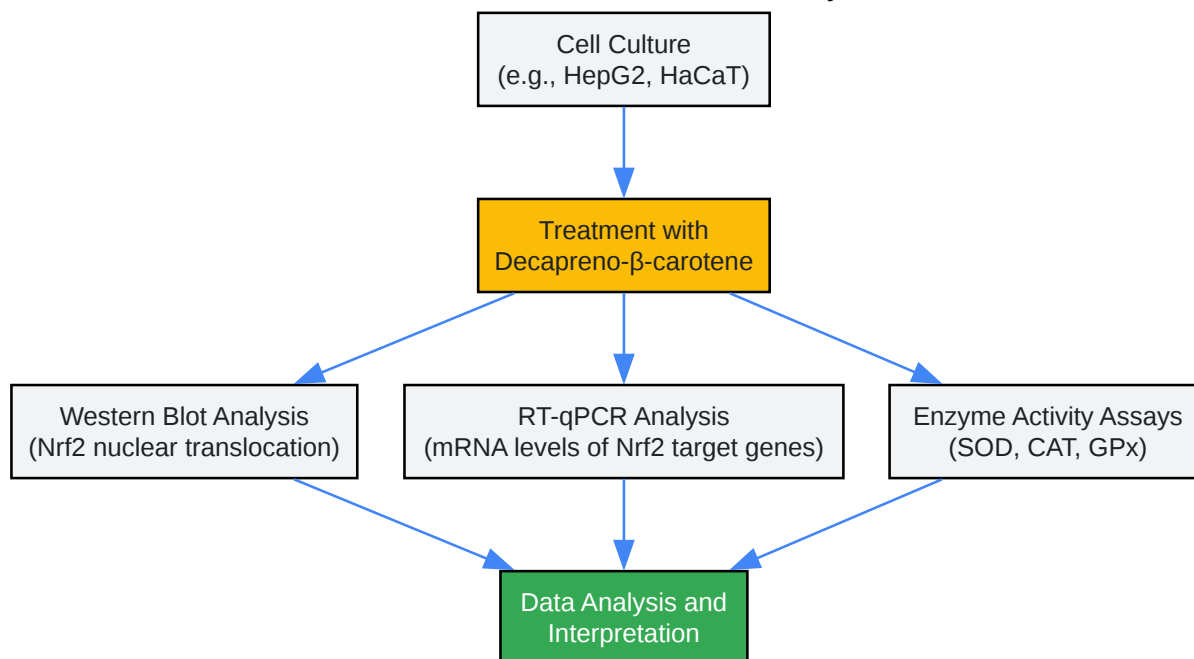 Cell Culture
(e.g., HepG2, HaCaT)
Treatment with
Decapreno-β-carotene
Western Blot Analysis
(Nrf2 nuclear translocation)
RT-qPCR Analysis
(mRNA levels of Nrf2 target genes)
Enzyme Activity Assays
(SOD, CAT, GPx)
Data Analysis and
Interpretation